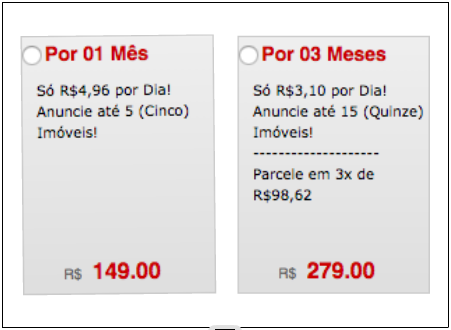 Por 01 Mês
Só R$4,96 por Dia!
Anuncie até 5 (Cinco)
Imóveis!
R$ 149.00
Por 03 Meses
Só R$3,10 por Dia!
Anuncie até 15 (Quinze)
Imóveis!
--------------------
Parcele em 3x de
R$98,62
R$ 279.00